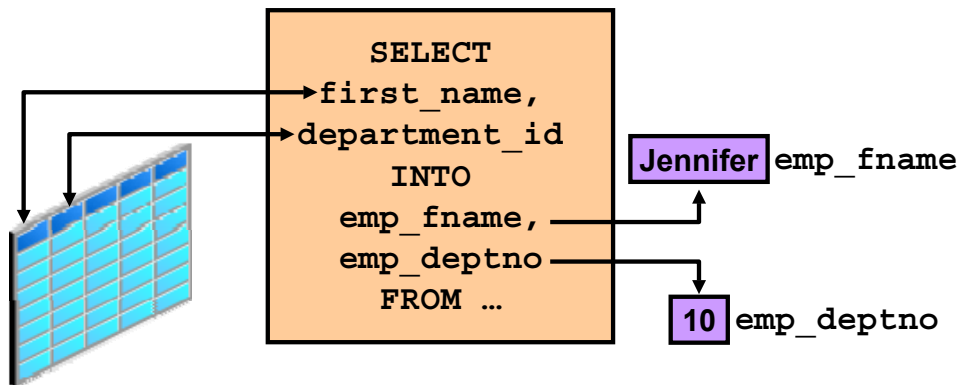 SELECT
first_name,
department_id
INTO
emp_fname,
emp_deptno
FROM …
Jennifer emp_fname
10 emp_deptno